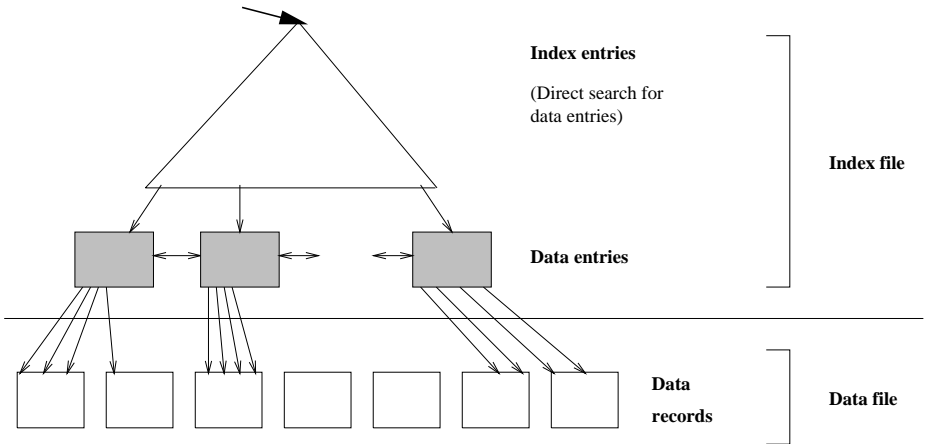 Index entries
(Direct search for
data entries)
Index file
Data entries
Data
records
Data file